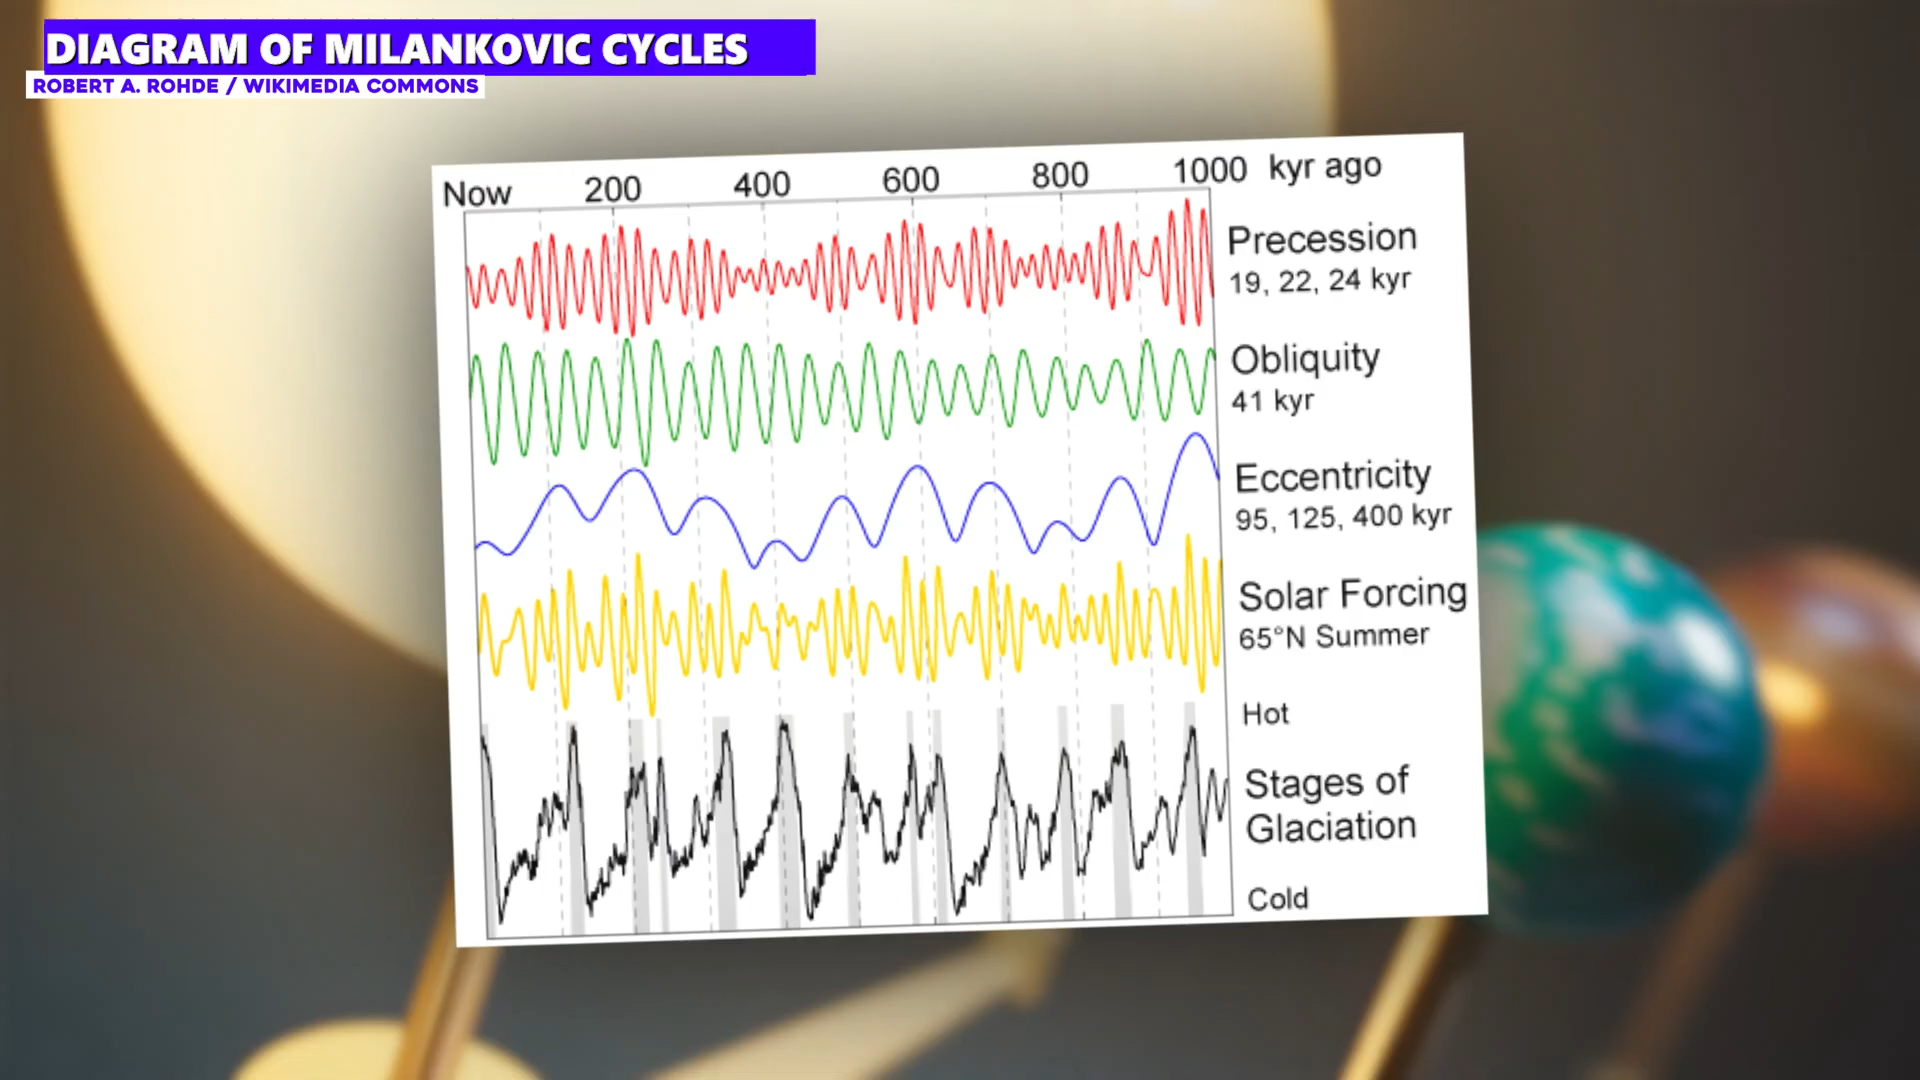 DIAGRAM OF MILANKOVIC CYCLES
ROBERT A. ROHDE / WIKIMEDIA COMMONS
Now 200 400 600 800 1000 kyr ago
Precession
19, 22, 24 kyr
Obliquity
41 kyr
Eccentricity
95, 125, 400 kyr
Solar Forcing
65°N Summer
Hot
Stages of
Glaciation
Cold